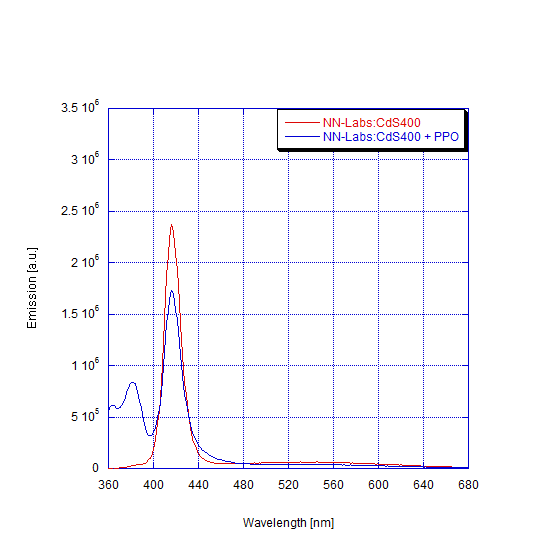 3.5 10⁶
NN-Labs:CdS400
NN-Labs:CdS400 + PPO
3 10⁶
2.5 10⁶
2 10⁶
1.5 10⁶
1 10⁶
5 10⁵
0
Emission [a.u.]
360 400 440 480 520 560 600 640 680
Wavelength [nm]